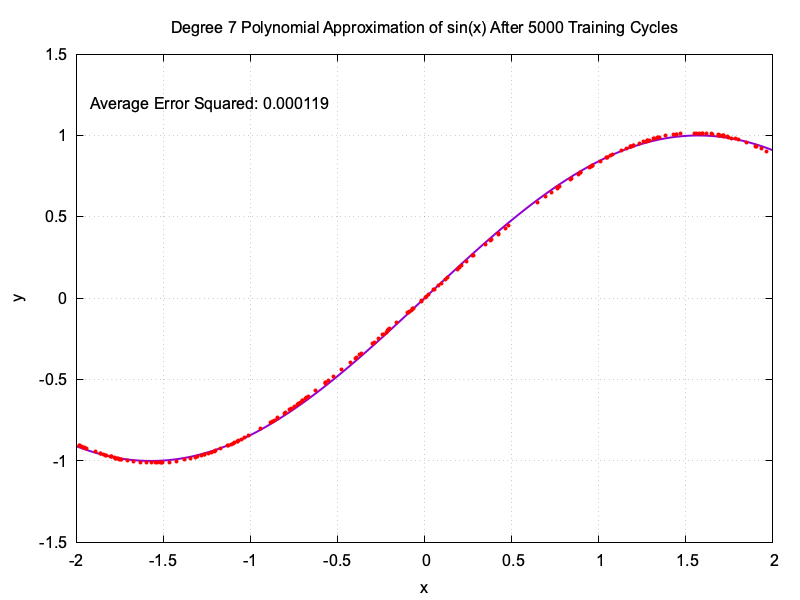 Degree 7 Polynomial Approximation of sin(x) After 5000 Training Cycles
1.5
Average Error Squared: 0.000119
1
0.5
y
0
-0.5
-1
-1.5
-2 -1.5 -1 -0.5 0 0.5 1 1.5 2
x